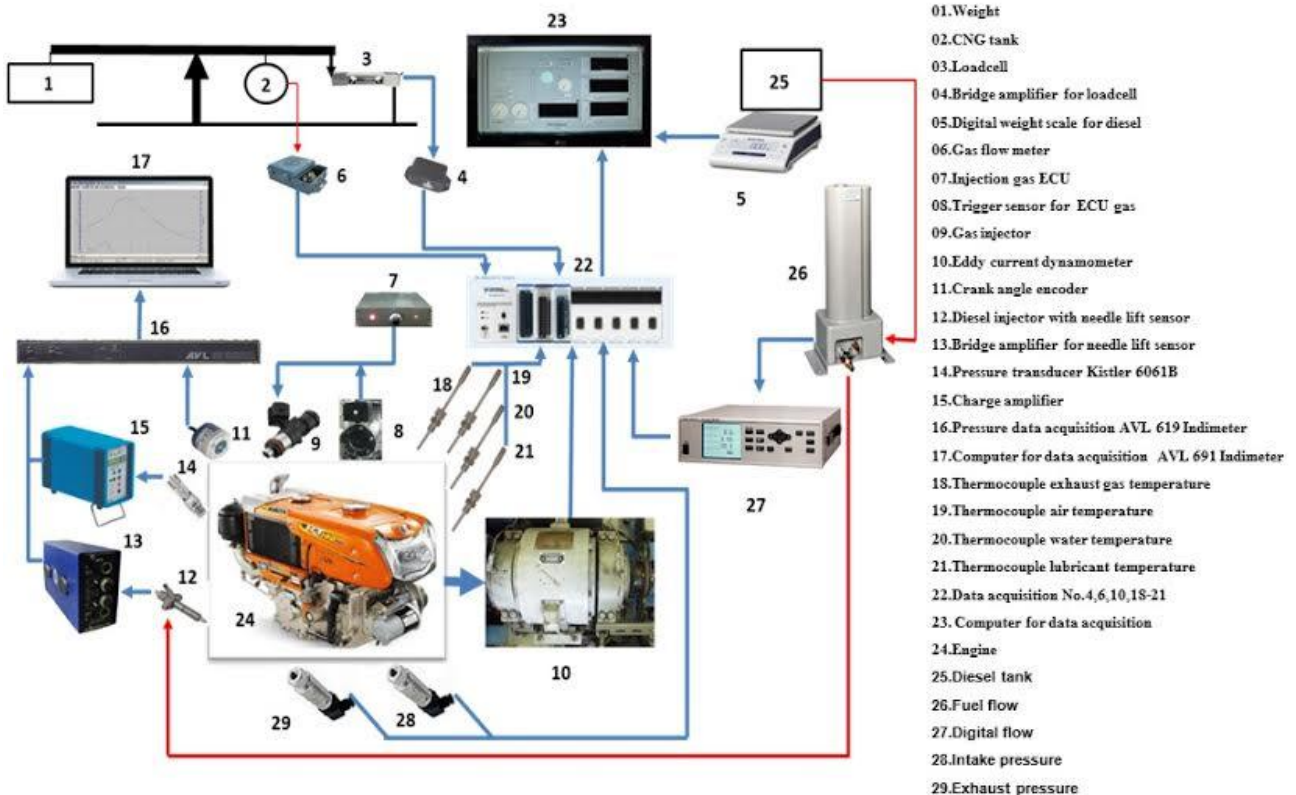 23
01.Weight
02.CNG tank
3
25
03.Loadcell
1
2
04.Bridge amplifier for loadcell
05.Digital weight scale for diesel
17
6
4
06.Gas flow meter
5
07.Injection gas ECU
08.Trigger sensor for ECU gas
09.Gas injector
22
26
10.Eddy current dynamometer
7
11.Crank angle encoder
16
12.Diesel injector with needle lift sensor
AVL
13.Bridge amplifier for needle lift sensor
18
19
14.Pressure transducer Kistler 6061B
15
20
15.Charge amplifier
11
9
8
16.Pressure data acquisition AVL 619 Indimeter
21
14
17.Computer for data acquisition AVL 691 Indimeter
27
18.Thermocouple exhaust gas temperature
13
19.Thermocouple air temperature
12
20.Thermocouple water temperature
21.Thermocouple lubricant temperature
24
22.Data acquisition No.4,6,10,18-21
10
23. Computer for data acquisition
24.Engine
29
28
25.Diesel tank
26.Fuel flow
27.Digital flow
28.Intake pressure
29.Exhaust pressure